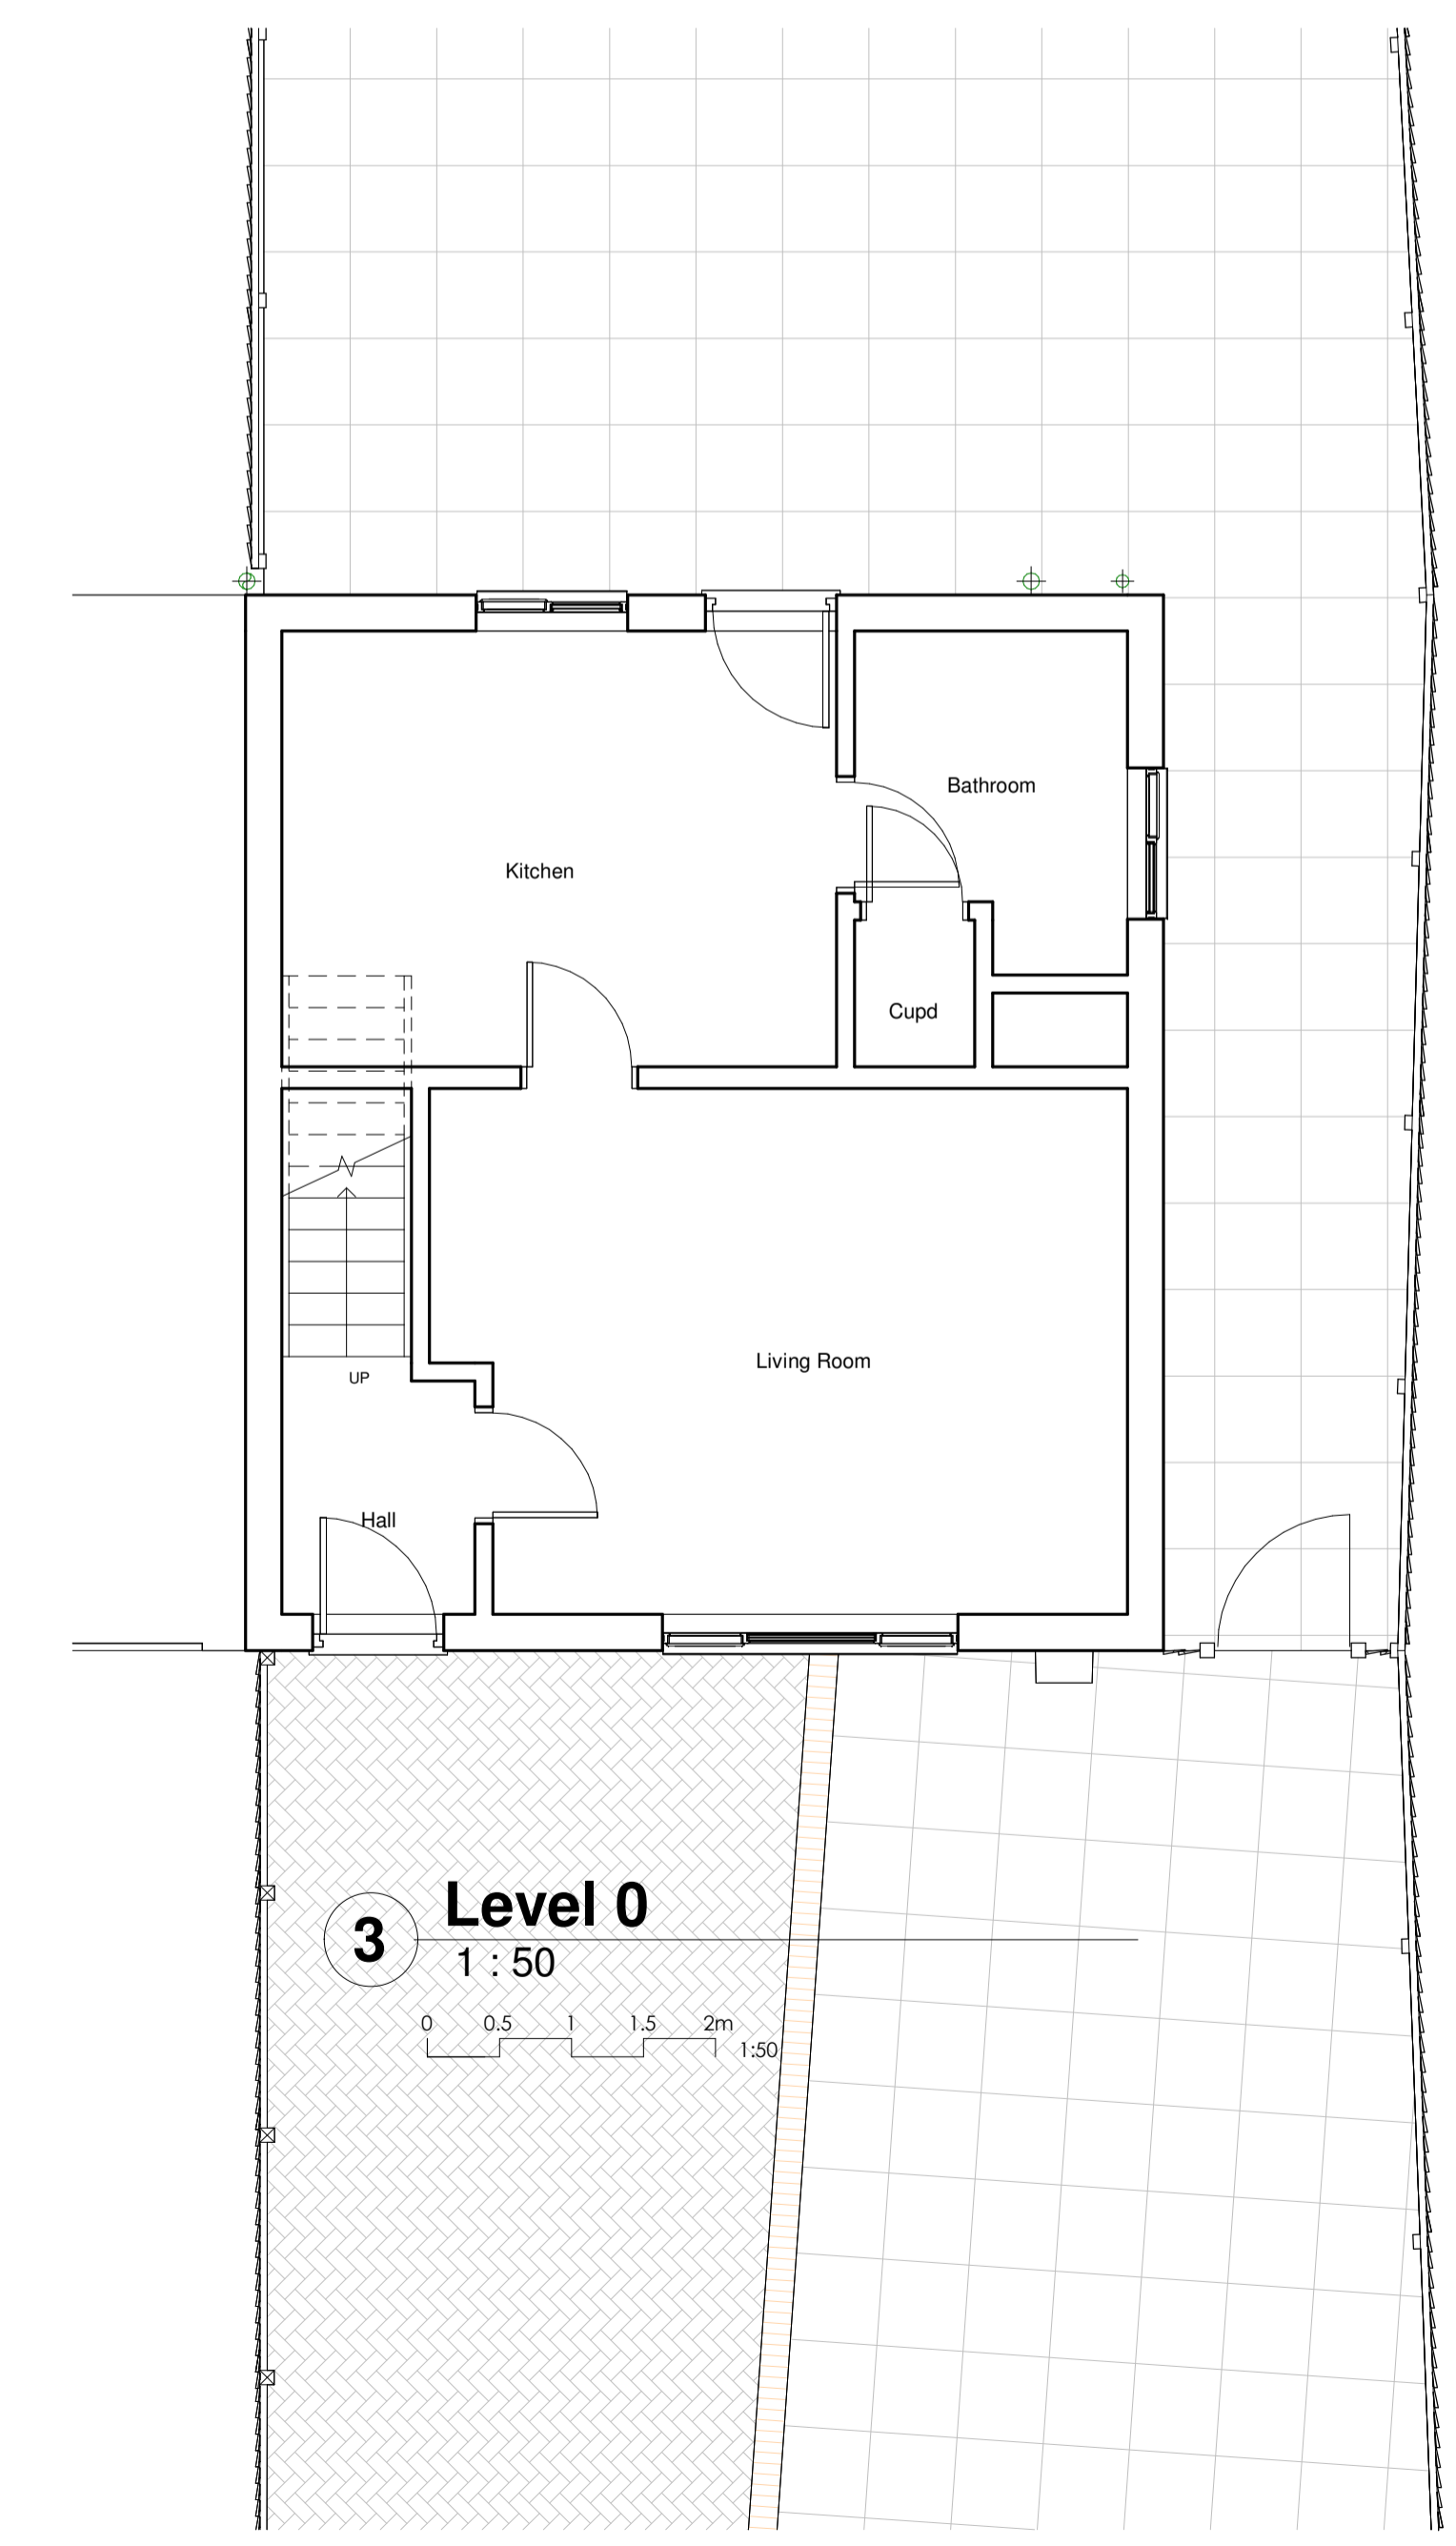 Bathroom
Kitchen
Cupd
Living Room
UP
Hall
3
Level 0
1 : 50
0 0.5 1 1.5 2m
1:50